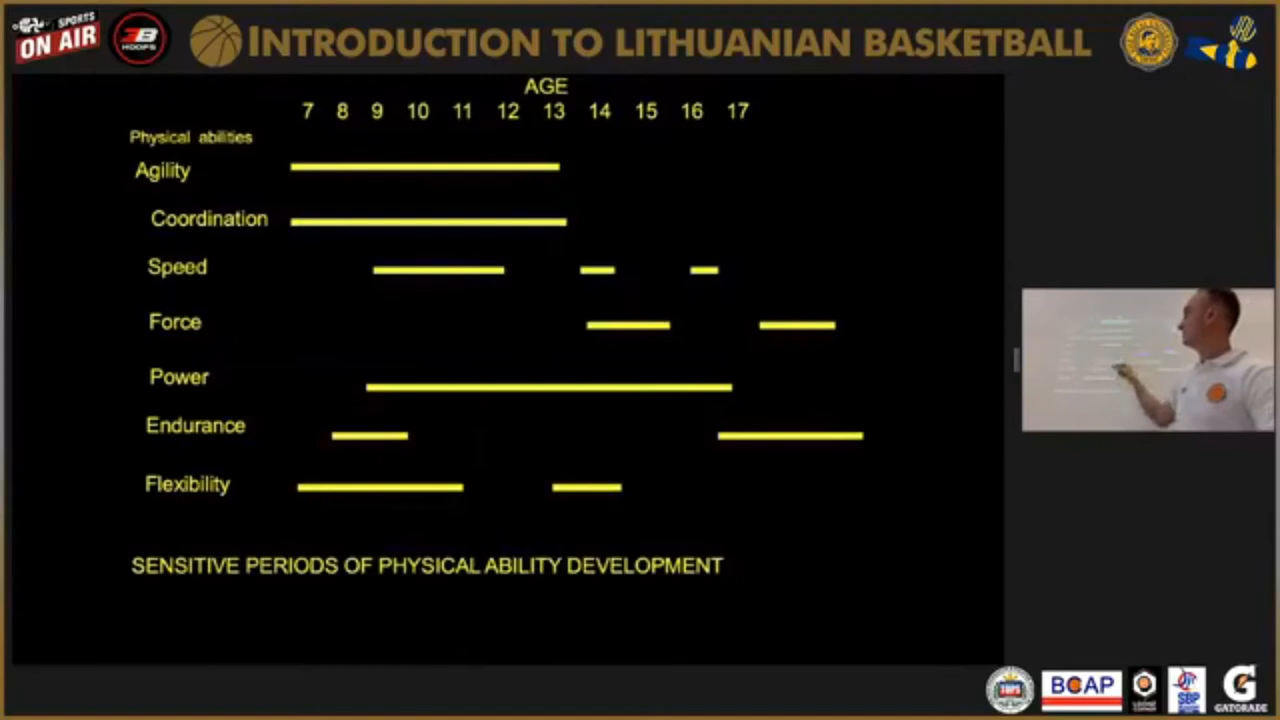 SPORTS
ON AIR
3B
HOOPS
INTRODUCTION TO LITHUANIAN BASKETBALL
AGE
7 8 9 10 11 12 13 14 15 16 17
Physical abilities
Agility
Coordination
Speed
Force
Power
Endurance
Flexibility
SENSITIVE PERIODS OF PHYSICAL ABILITY DEVELOPMENT
TOPS
BCAP
SBP
G
GATORADE